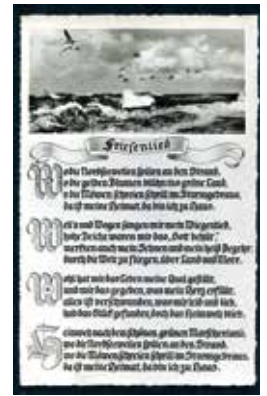 Friesenlied
Wo die Nordseewellen spülen an den Strand,
wo die gelben Blumen blühn ins grüne Land,
wo die Möwen schreien schrill im Sturmgebraus,
da ist meine Heimat, da bin ich zu Haus.
Well'n und Wogen sangen mir mein Wiegenlied,
hohe Deiche waren mir das „Gott behüt",
merkten auch mein Sehnen und mein heiß Begehr:
durch die Welt zu fliegen, über Land und Meer.
Wohl hat mir das Leben meine Qual gestillt,
und mir das gegeben, was mein Herz erfüllt,
alles ist verschwunden, was mir leid und lieb,
hab das Glück gefunden, doch das Heimweh blieb.
Heimweh nach dem schönen, grünen Marschenland,
wo die Nordseewellen spülen an den Strand,
wo die Möwen schreien schrill im Sturmgebraus,
da ist meine Heimat, da bin ich zu Haus.